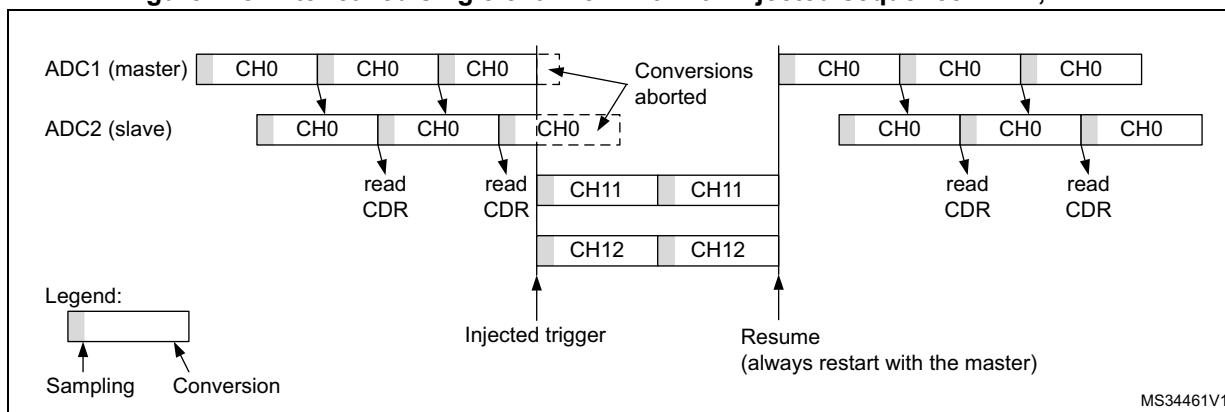 ADC1 (master) CH0 CH0 CH0 Conversions aborted CH0 CH0 CH0
ADC2 (slave) CH0 CH0 CH0 CH0 CH0 CH0
read CDR read CDR read CDR read CDR
CH11 CH11
CH12 CH12
Legend:
Sampling Conversion
Injected trigger
Resume
(always restart with the master)
MS34461V1